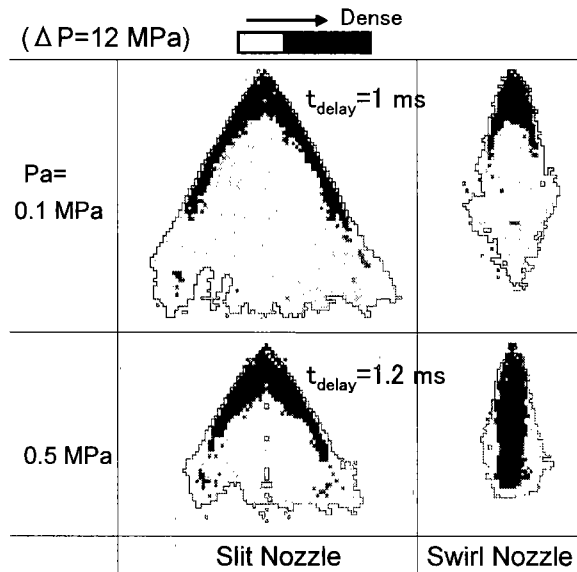 Dense
(ΔP=12 MPa)
t_delay=1 ms
Pa=
0.1 MPa
t_delay=1.2 ms
0.5 MPa
Slit Nozzle
Swirl Nozzle